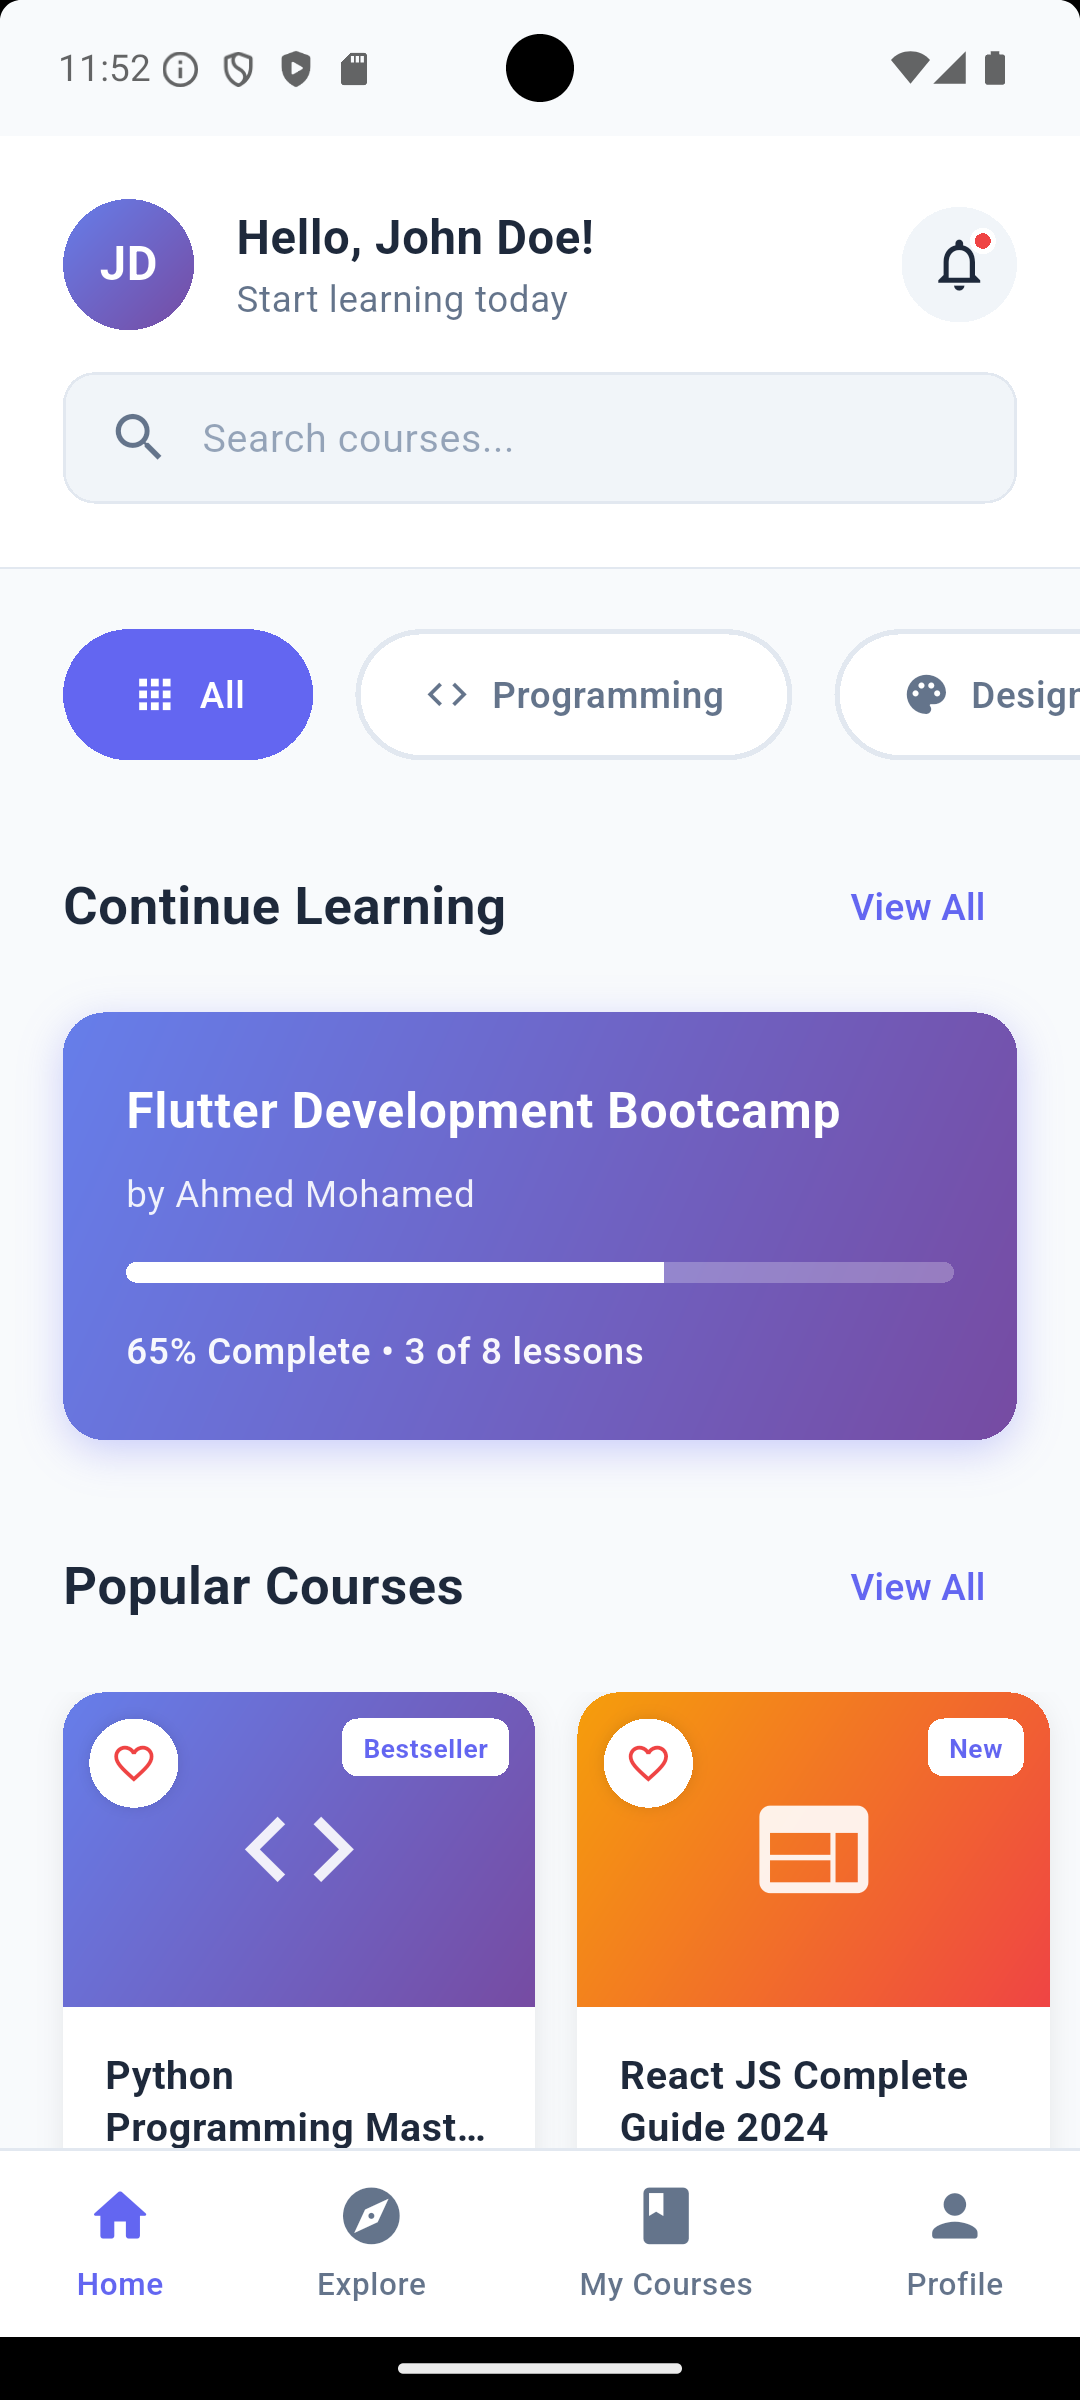 11:52
JD
Hello, John Doe!
Start learning today
Search courses...
All
Programming
Design
Continue Learning
View All
Flutter Development Bootcamp
by Ahmed Mohamed
65% Complete • 3 of 8 lessons
Popular Courses
View All
Bestseller
New
Python
Programming Mast...
React JS Complete
Guide 2024
Home
Explore
My Courses
Profile